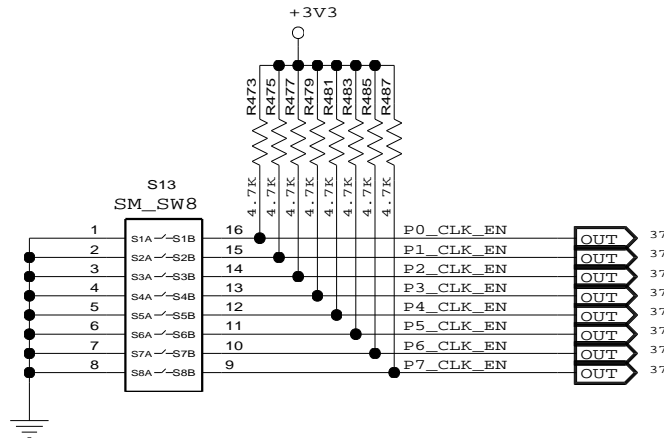 +3V3
R473 R475 R477 R479 R481 R483 R485 R487
4.7K 4.7K 4.7K 4.7K 4.7K 4.7K 4.7K 4.7K
S13
SM_SW8
1 S1A S1B 16 P0_CLK_EN OUT 37
2 S2A S2B 15 P1_CLK_EN OUT 37
3 S3A S3B 14 P2_CLK_EN OUT 37
4 S4A S4B 13 P3_CLK_EN OUT 37
5 S5A S5B 12 P4_CLK_EN OUT 37
6 S6A S6B 11 P5_CLK_EN OUT 37
7 S7A S7B 10 P6_CLK_EN OUT 37
8 S8A S8B 9 P7_CLK_EN OUT 37